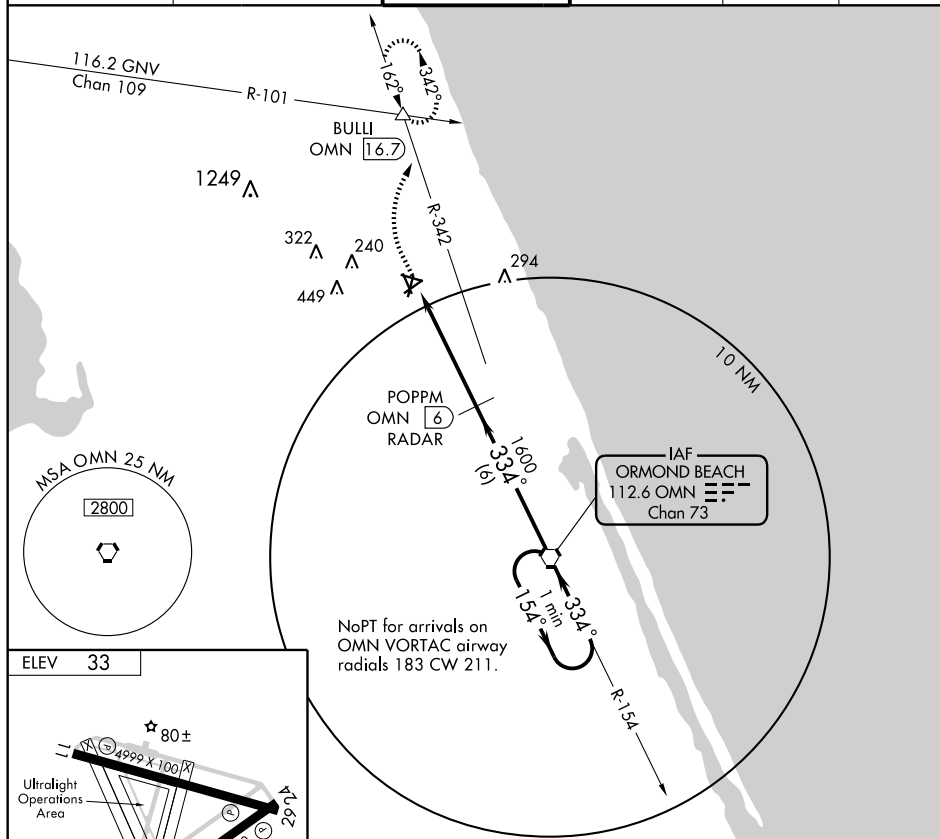 116.2 GNV
Chan 109
R-101
162°
342°
BULLI
OMN 16.7
1249
R-342
322
240
449
294
10 NM
POPPM
OMN 6
RADAR
1600
334°
(6)
IAF
ORMOND BEACH
112.6 OMN
Chan 73
MSA OMN 25 NM
2800
1 min
154°
334°
NoPT for arrivals on
OMN VORTAC airway
radials 183 CW 211.
R-154
ELEV 33
80±
11
P
4999 X 100
X
X
Ultralight
Operations
Area
29
24
P
P